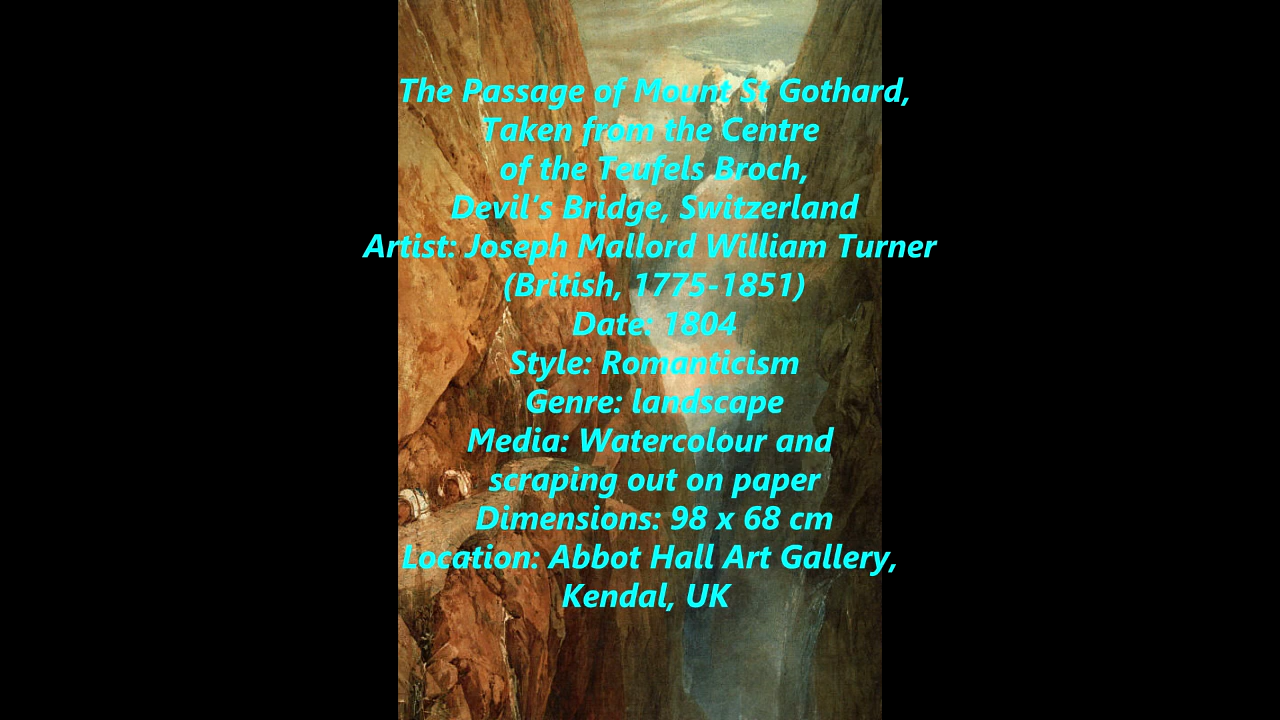 The Passage of Mount St Gothard,
Taken from the Centre
of the Teufels Broch,
Devil's Bridge, Switzerland
Artist: Joseph Mallord William Turner
(British, 1775-1851)
Date: 1804
Style: Romanticism
Genre: landscape
Media: Watercolour and
scraping out on paper
Dimensions: 98 x 68 cm
Location: Abbot Hall Art Gallery,
Kendal, UK